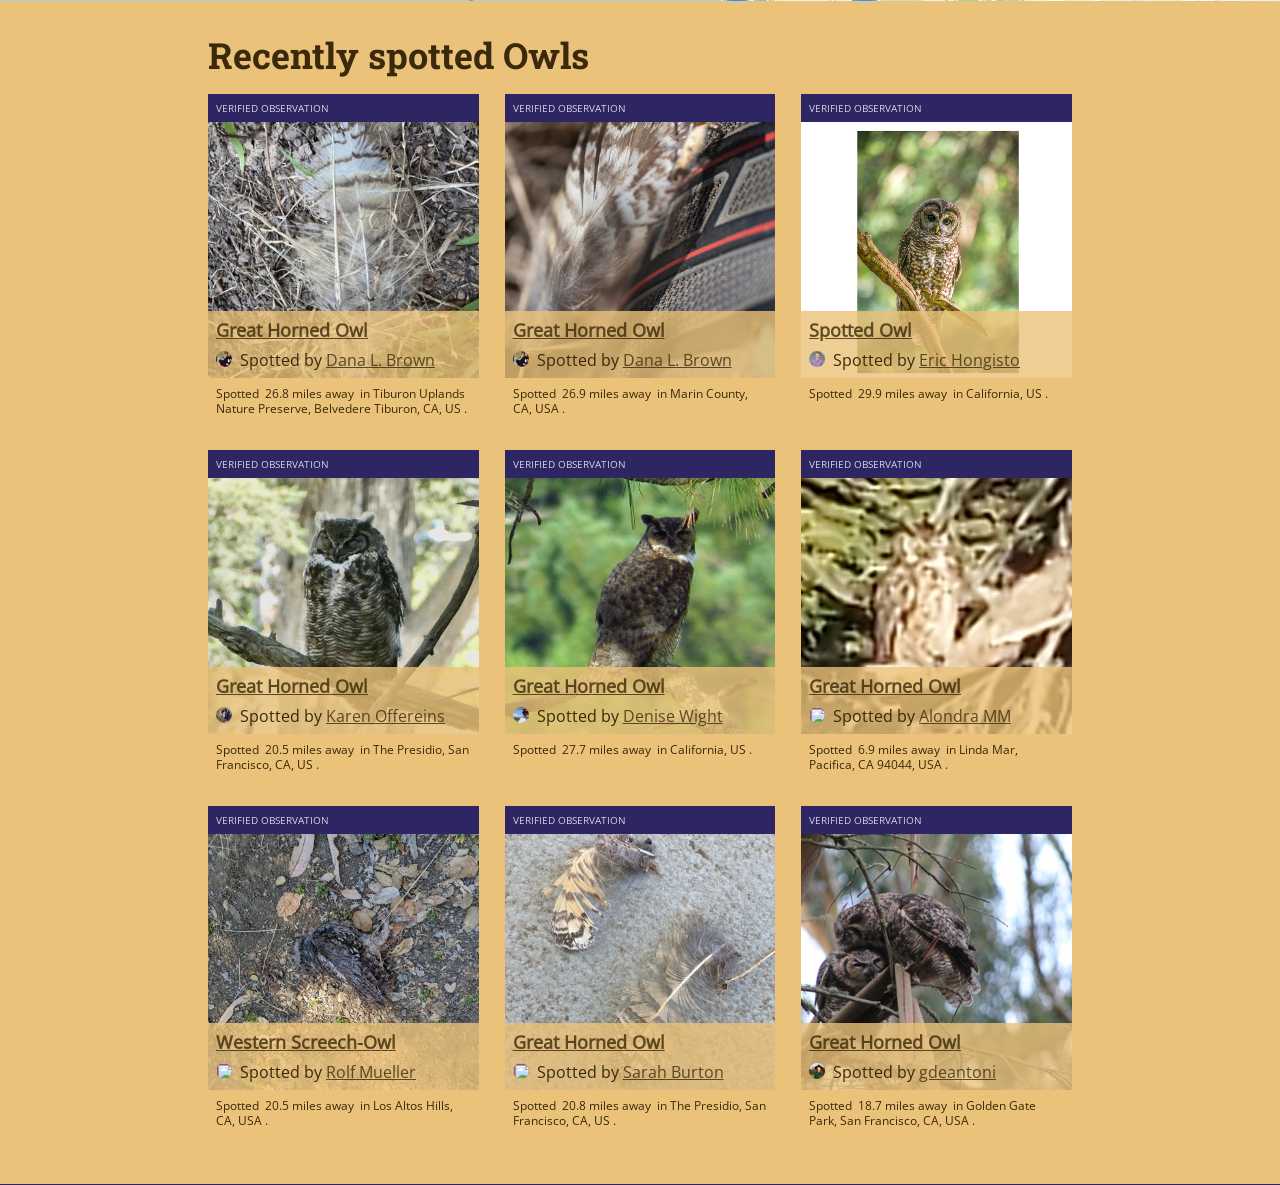 Recently spotted Owls
VERIFIED OBSERVATION
Great Horned Owl
Spotted by Dana L. Brown
Spotted 26.8 miles away in Tiburon Uplands
Nature Preserve, Belvedere Tiburon, CA, US .
VERIFIED OBSERVATION
Great Horned Owl
Spotted by Dana L. Brown
Spotted 26.9 miles away in Marin County,
CA, USA .
VERIFIED OBSERVATION
Spotted Owl
Spotted by Eric Hongisto
Spotted 29.9 miles away in California, US .
VERIFIED OBSERVATION
Great Horned Owl
Spotted by Karen Offereins
Spotted 20.5 miles away in The Presidio, San
Francisco, CA, US .
VERIFIED OBSERVATION
Great Horned Owl
Spotted by Denise Wight
Spotted 27.7 miles away in California, US .
VERIFIED OBSERVATION
Great Horned Owl
Spotted by Alondra MM
Spotted 6.9 miles away in Linda Mar,
Pacifica, CA 94044, USA .
VERIFIED OBSERVATION
Western Screech-Owl
Spotted by Rolf Mueller
Spotted 20.5 miles away in Los Altos Hills,
CA, USA .
VERIFIED OBSERVATION
Great Horned Owl
Spotted by Sarah Burton
Spotted 20.8 miles away in The Presidio, San
Francisco, CA, US .
VERIFIED OBSERVATION
Great Horned Owl
Spotted by gdeantoni
Spotted 18.7 miles away in Golden Gate
Park, San Francisco, CA, USA .